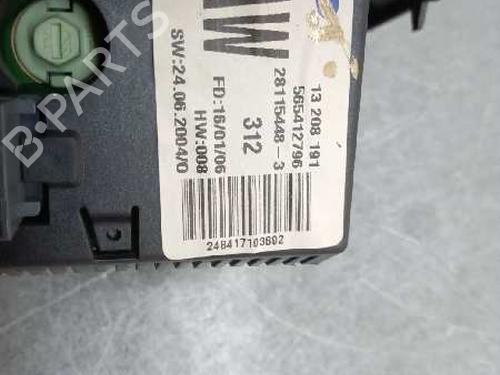 W
13 208 191
565412796
28115448-3
312
FD:16/01/06
HW:008
SW:24.06.2004/0
248417103692
B-PARTS